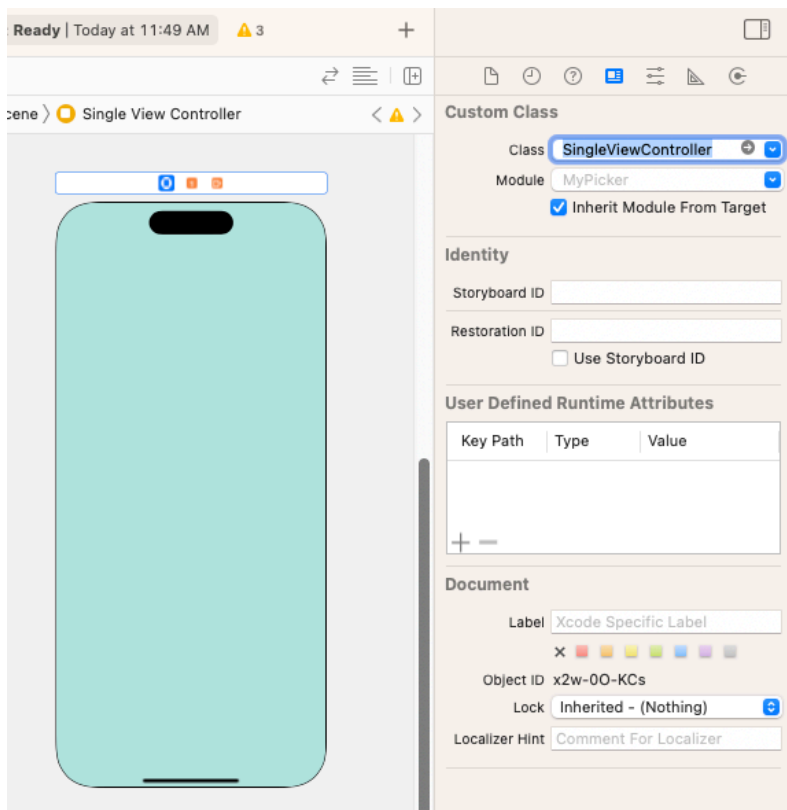 Ready | Today at 11:49 AM 3
cene 〉 Single View Controller
Custom Class
Class SingleViewController
Module MyPicker
Inherit Module From Target
Identity
Storyboard ID
Restoration ID
Use Storyboard ID
User Defined Runtime Attributes
Key Path Type Value
Document
Label Xcode Specific Label
Object ID x2w-0O-KCs
Lock Inherited - (Nothing)
Localizer Hint Comment For Localizer